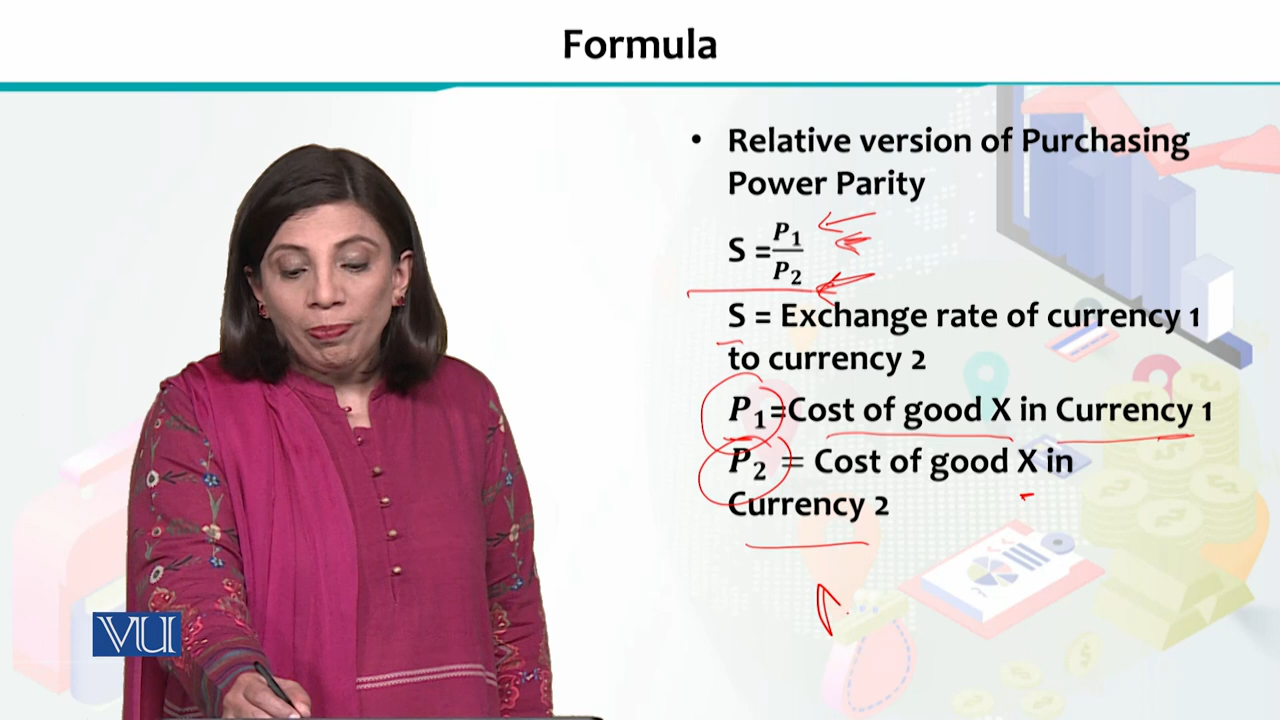 Formula
• Relative version of Purchasing
Power Parity
S = P₁/P₂
S = Exchange rate of currency 1
to currency 2
P₁=Cost of good X in Currency 1
P₂ = Cost of good X in
Currency 2
VU